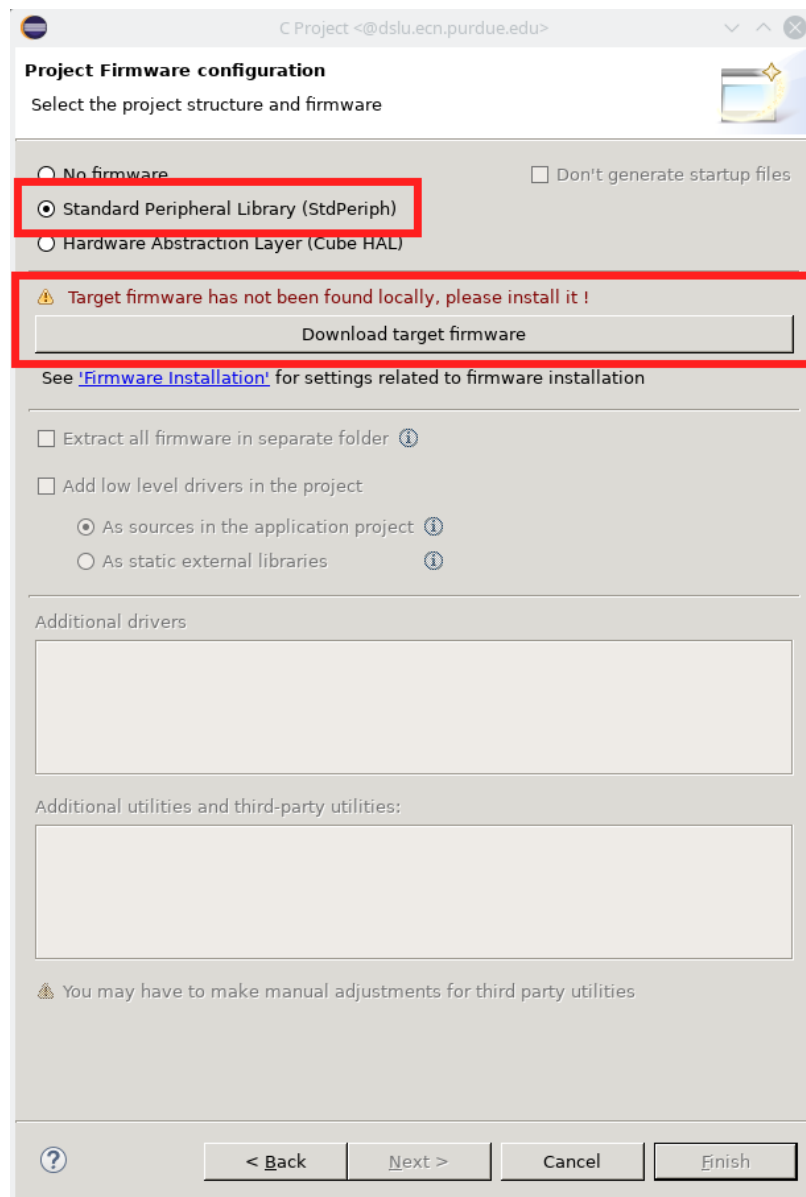 C Project <@dslu.ecn.purdue.edu>
Project Firmware configuration
Select the project structure and firmware
No firmware
Don't generate startup files
Standard Peripheral Library (StdPeriph)
Hardware Abstraction Layer (Cube HAL)
Target firmware has not been found locally, please install it !
Download target firmware
See 'Firmware Installation' for settings related to firmware installation
Extract all firmware in separate folder
Add low level drivers in the project
As sources in the application project
As static external libraries
Additional drivers
Additional utilities and third-party utilities:
You may have to make manual adjustments for third party utilities
< Back
Next >
Cancel
Finish